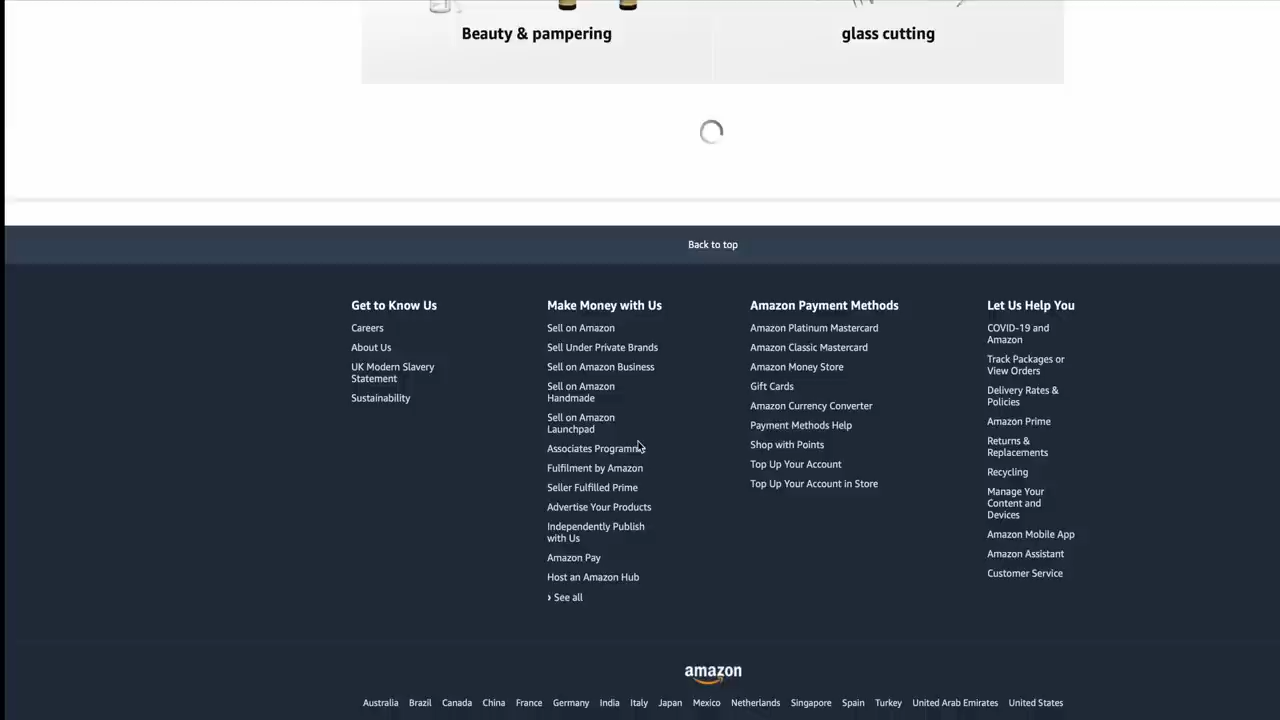 Beauty & pampering
glass cutting
Back to top
Get to Know Us
Careers
About Us
UK Modern Slavery
Statement
Sustainability
Make Money with Us
Sell on Amazon
Sell Under Private Brands
Sell on Amazon Business
Sell on Amazon
Handmade
Sell on Amazon
Launchpad
Associates Programme
Fulfilment by Amazon
Seller Fulfilled Prime
Advertise Your Products
Independently Publish
with Us
Amazon Pay
Host an Amazon Hub
› See all
Amazon Payment Methods
Amazon Platinum Mastercard
Amazon Classic Mastercard
Amazon Money Store
Gift Cards
Amazon Currency Converter
Payment Methods Help
Shop with Points
Top Up Your Account
Top Up Your Account in Store
Let Us Help You
COVID-19 and
Amazon
Track Packages or
View Orders
Delivery Rates &
Policies
Amazon Prime
Returns &
Replacements
Recycling
Manage Your
Content and
Devices
Amazon Mobile App
Amazon Assistant
Customer Service
amazon
Australia Brazil Canada China France Germany India Italy Japan Mexico Netherlands Singapore Spain Turkey United Arab Emirates United States